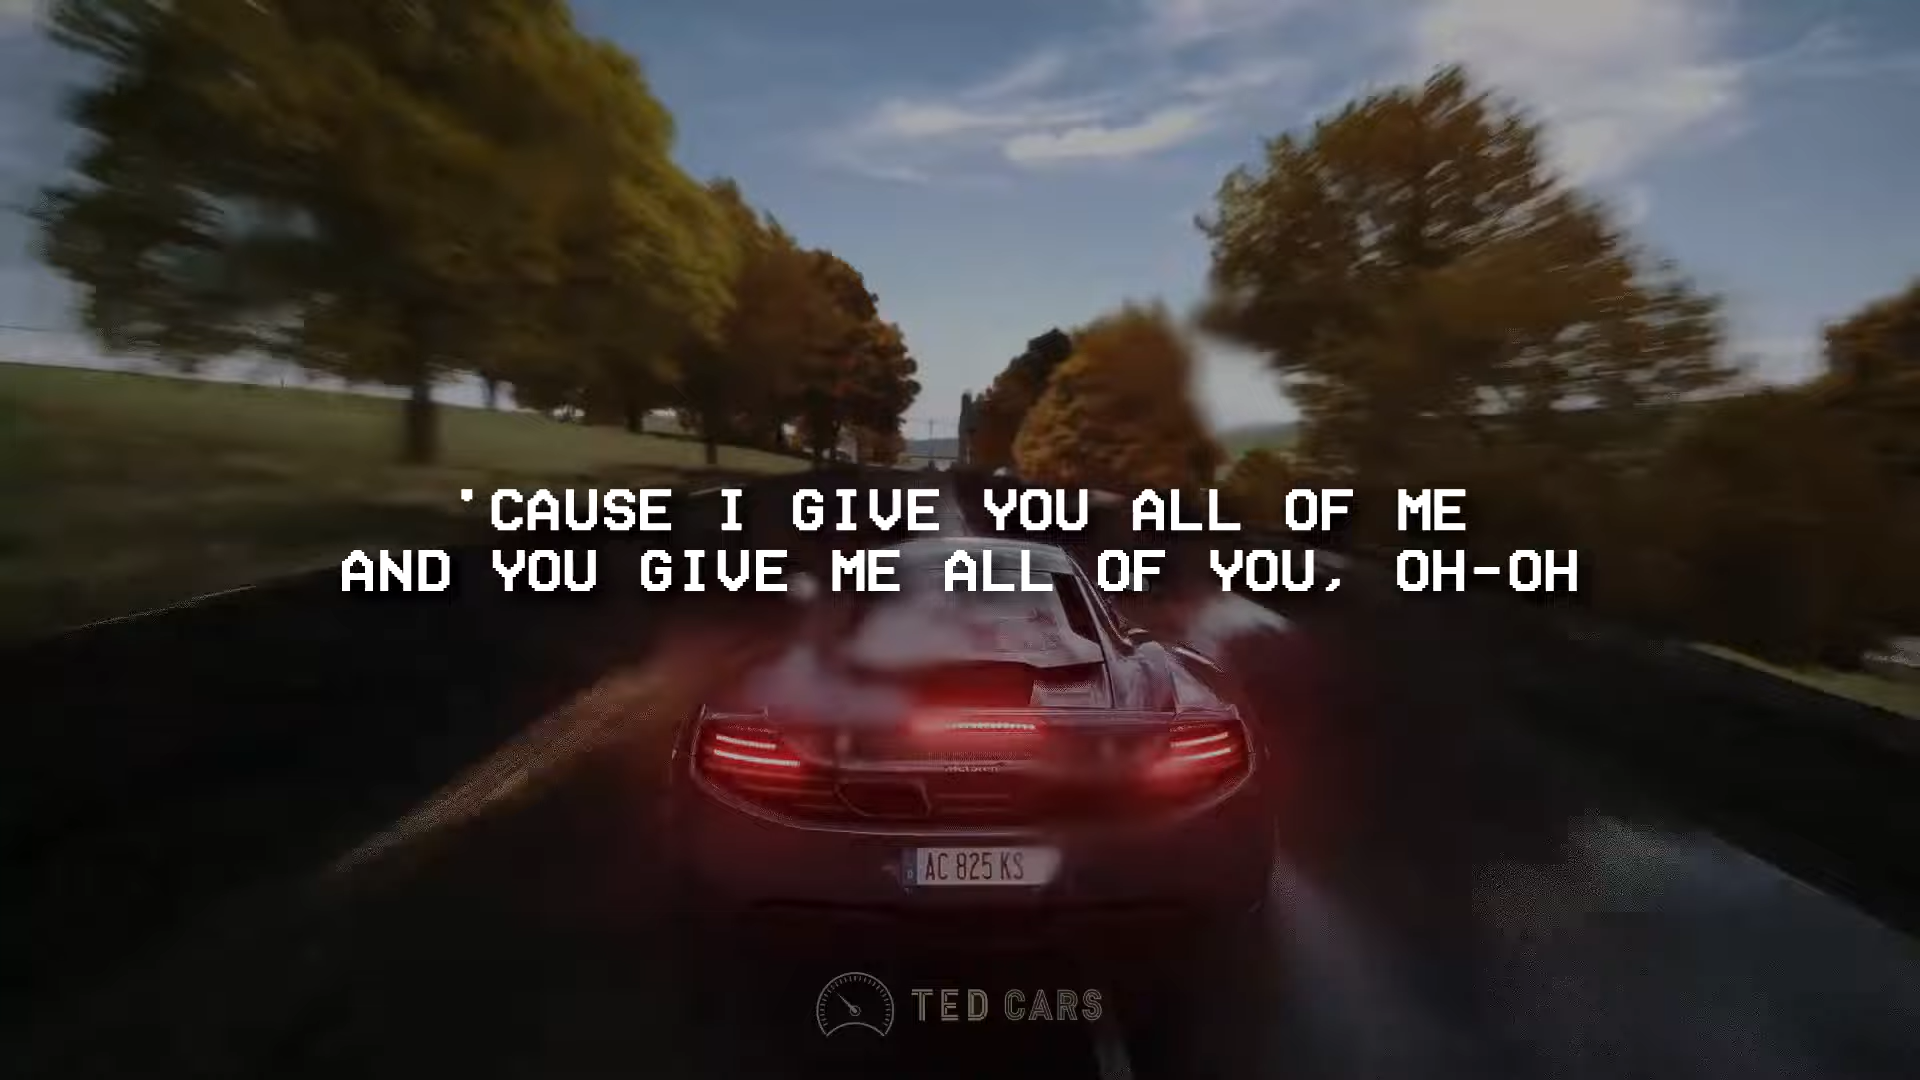 'CAUSE I GIVE YOU ALL OF ME
AND YOU GIVE ME ALL OF YOU, OH-OH
McLaren
AC 825 KS
TED CARS